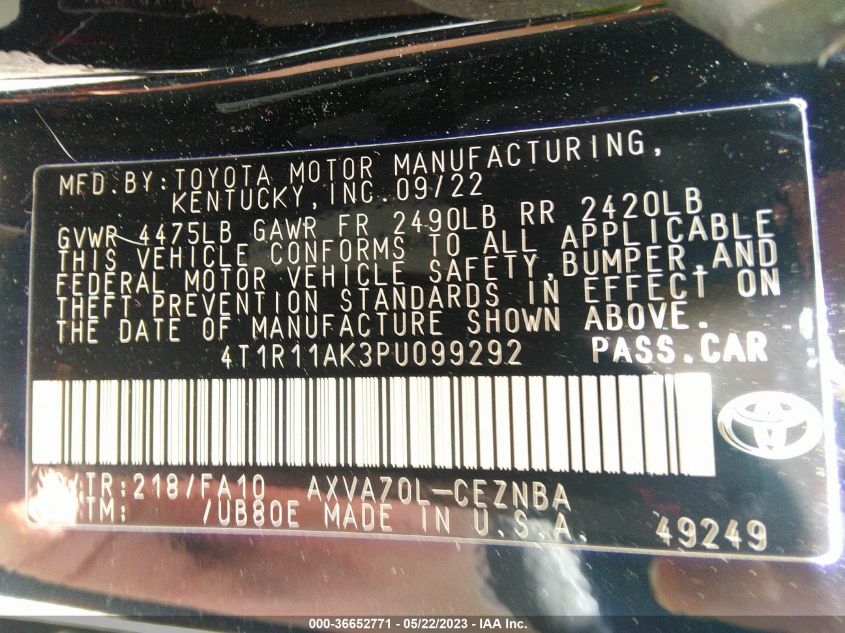 MFD.BY:TOYOTA MOTOR MANUFACTURING,
KENTUCKY,INC.09/22
GVWR 4475LB GAWR FR 2490LB RR 2420LB
THIS VEHICLE CONFORMS TO ALL APPLICABLE
FEDERAL MOTOR VEHICLE SAFETY,BUMPER,AND
THEFT PREVENTION STANDARDS IN EFFECT ON
THE DATE OF MANUFACTURE SHOWN ABOVE.
4T1R11AK3PU099292 PASS.CAR
/TR:218/FA10 AXVA70L-CEZNBA
TM: /UB80E MADE IN U.S.A. 49249
000-36652771 - 05/22/2023 - IAA Inc.